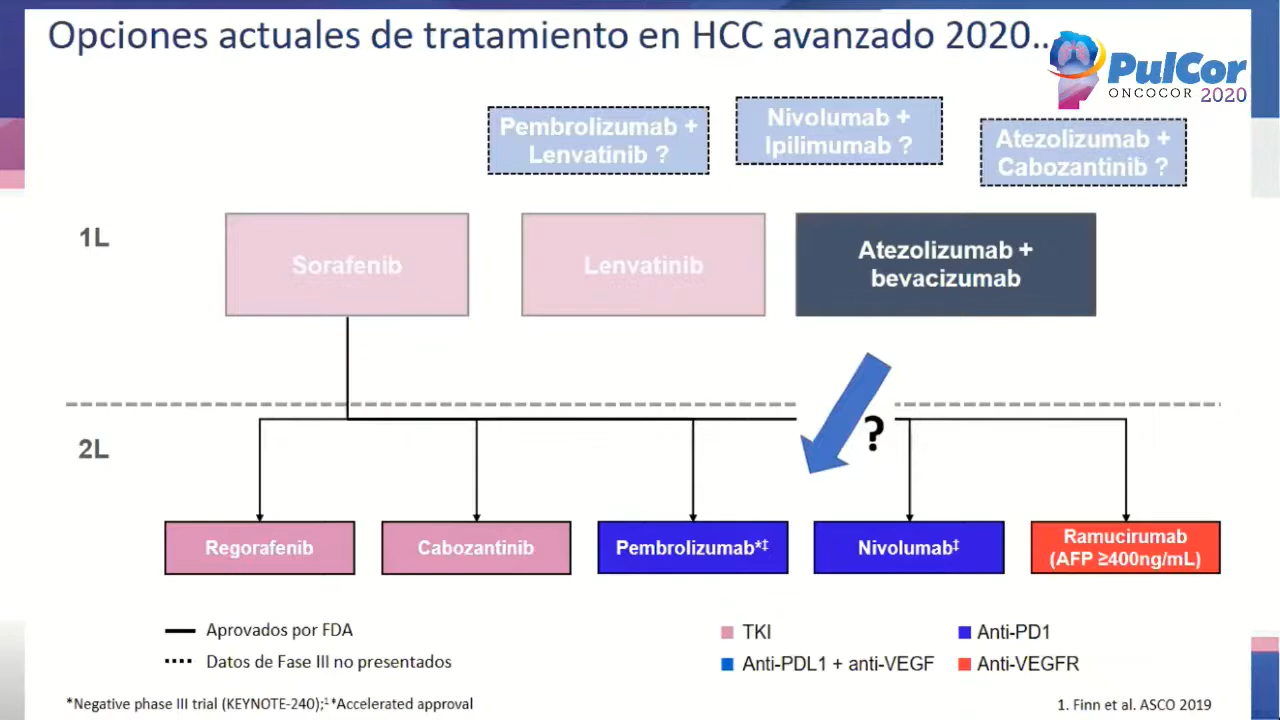 Opciones actuales de tratamiento en HCC avanzado 2020..
PulCor
ONCOCOR 2020
Pembrolizumab +
Lenvatinib ?
Nivolumab +
Ipilimumab ?
Atezolizumab +
Cabozantinib ?
1L
Sorafenib
Lenvatinib
Atezolizumab +
bevacizumab
?
2L
Regorafenib
Cabozantinib
Pembrolizumab*‡
Nivolumab‡
Ramucirumab
(AFP ≥400ng/mL)
Aprovados por FDA
Datos de Fase III no presentados
TKI
Anti-PD1
Anti-PDL1 + anti-VEGF
Anti-VEGFR
*Negative phase III trial (KEYNOTE-240);¹ ‡Accelerated approval
1. Finn et al. ASCO 2019